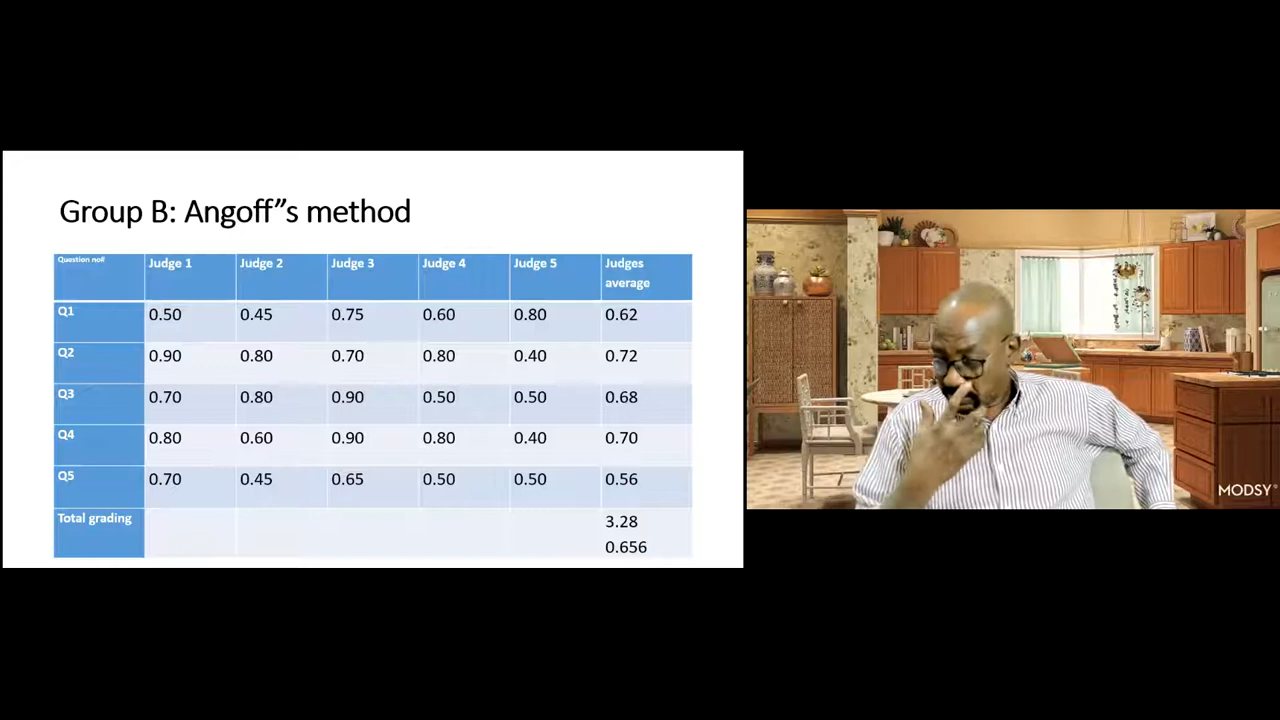 Group B: Angoff”s method
Question no# Judge 1 Judge 2 Judge 3 Judge 4 Judge 5 Judges average
Q1 0.50 0.45 0.75 0.60 0.80 0.62
Q2 0.90 0.80 0.70 0.80 0.40 0.72
Q3 0.70 0.80 0.90 0.50 0.50 0.68
Q4 0.80 0.60 0.90 0.80 0.40 0.70
Q5 0.70 0.45 0.65 0.50 0.50 0.56
Total grading 3.28
0.656
MODSY